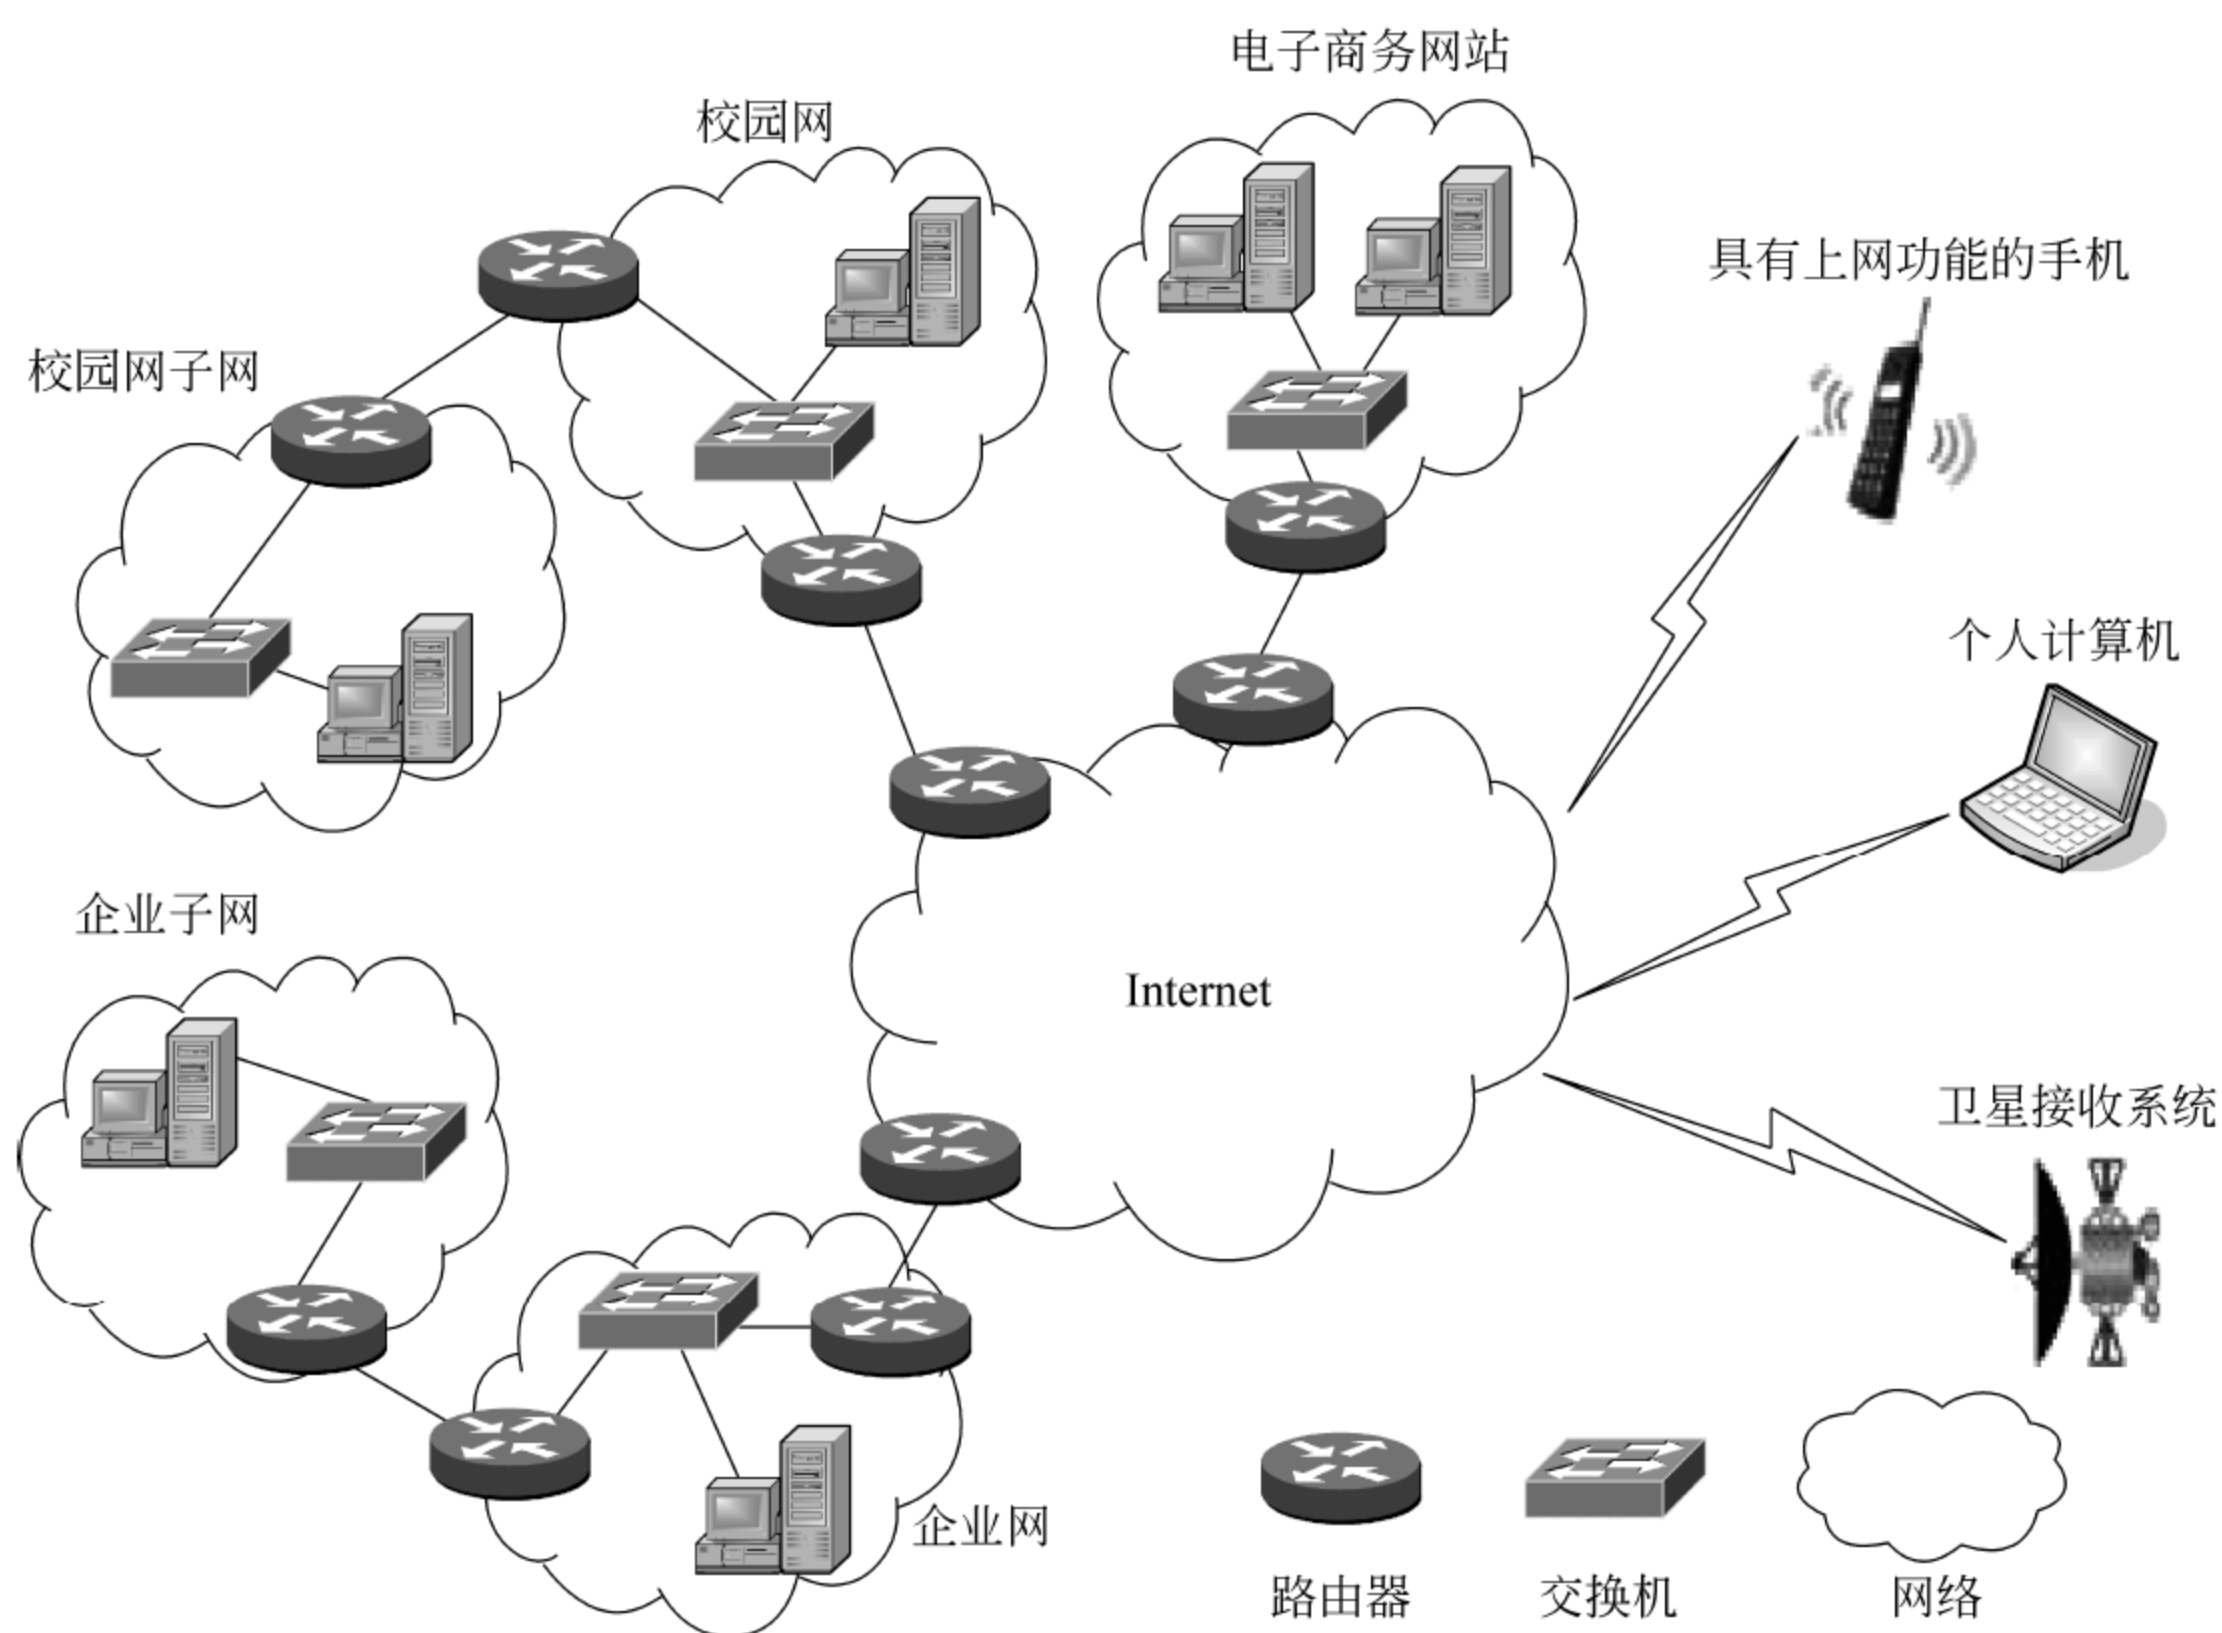 电子商务网站
校园网
具有上网功能的手机
校园网子网
个人计算机
企业子网
Internet
卫星接收系统
企业网
路由器
交换机
网络